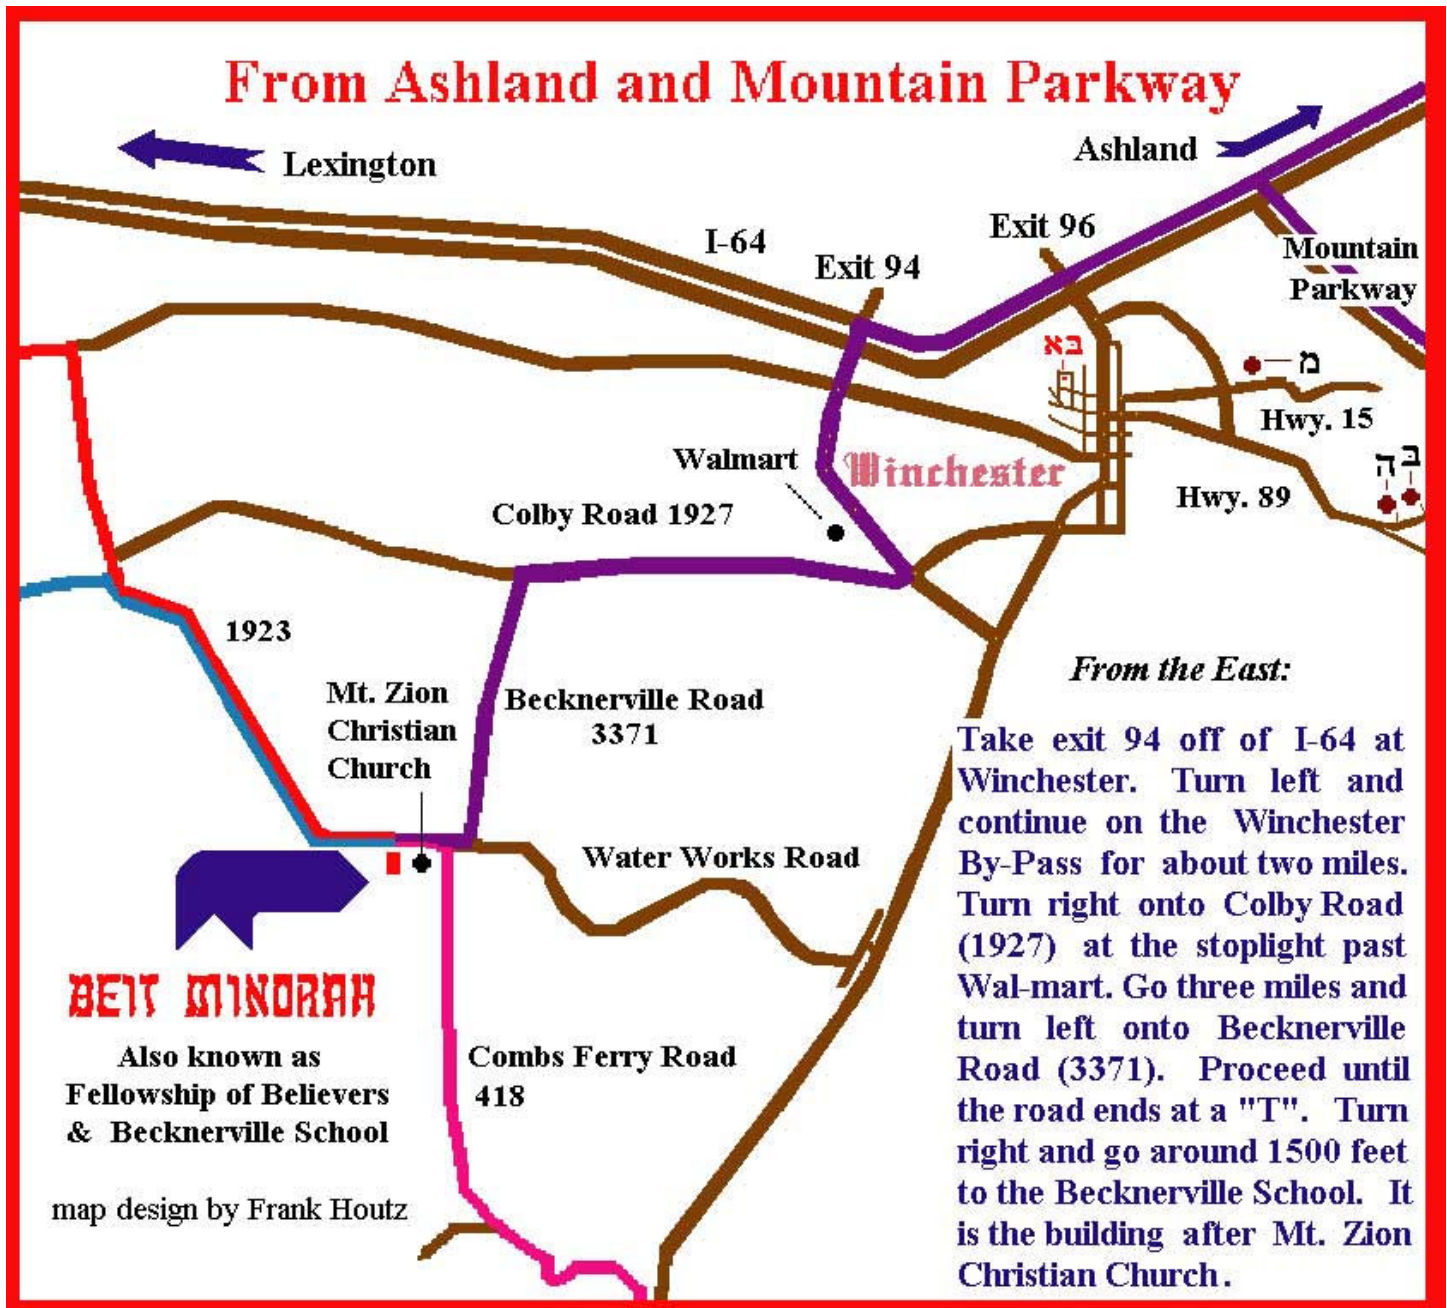 From Ashland and Mountain Parkway
Lexington
Ashland
I-64
Exit 94
Exit 96
Mountain
Parkway
בא
מ
Hwy. 15
Walmart
Winchester
Hwy. 89
ה
ב
Colby Road 1927
1923
Mt. Zion
Christian
Church
Becknerville Road
3371
Water Works Road
BEIT MINORAH
Also known as
Fellowship of Believers
& Becknerville School
Combs Ferry Road
418
map design by Frank Houtz
From the East:
Take exit 94 off of I-64 at
Winchester. Turn left and
continue on the Winchester
By-Pass for about two miles.
Turn right onto Colby Road
(1927) at the stoplight past
Wal-mart. Go three miles and
turn left onto Becknerville
Road (3371). Proceed until
the road ends at a "T". Turn
right and go around 1500 feet
to the Becknerville School. It
is the building after Mt. Zion
Christian Church.